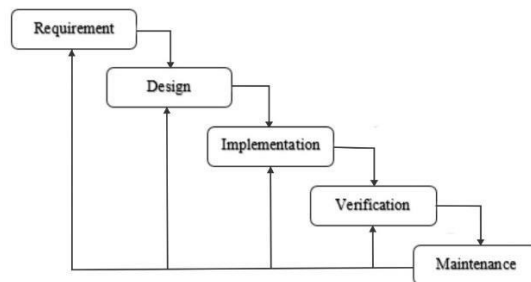 Requirement
Design
Implementation
Verification
Maintenance